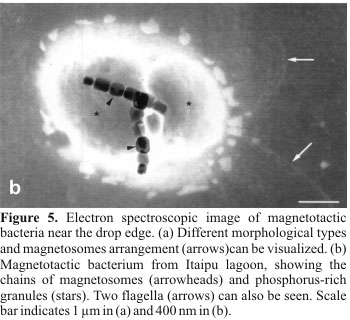 b
Figure 5. Electron spectroscopic image of magnetotactic
bacteria near the drop edge. (a) Different morphological types
and magnetosomes arrangement (arrows)can be visualized. (b)
Magnetotactic bacterium from Itaipu lagoon, showing the
chains of magnetosomes (arrowheads) and phosphorus-rich
granules (stars). Two flagella (arrows) can also be seen. Scale
bar indicates 1 μm in (a) and 400 nm in (b).